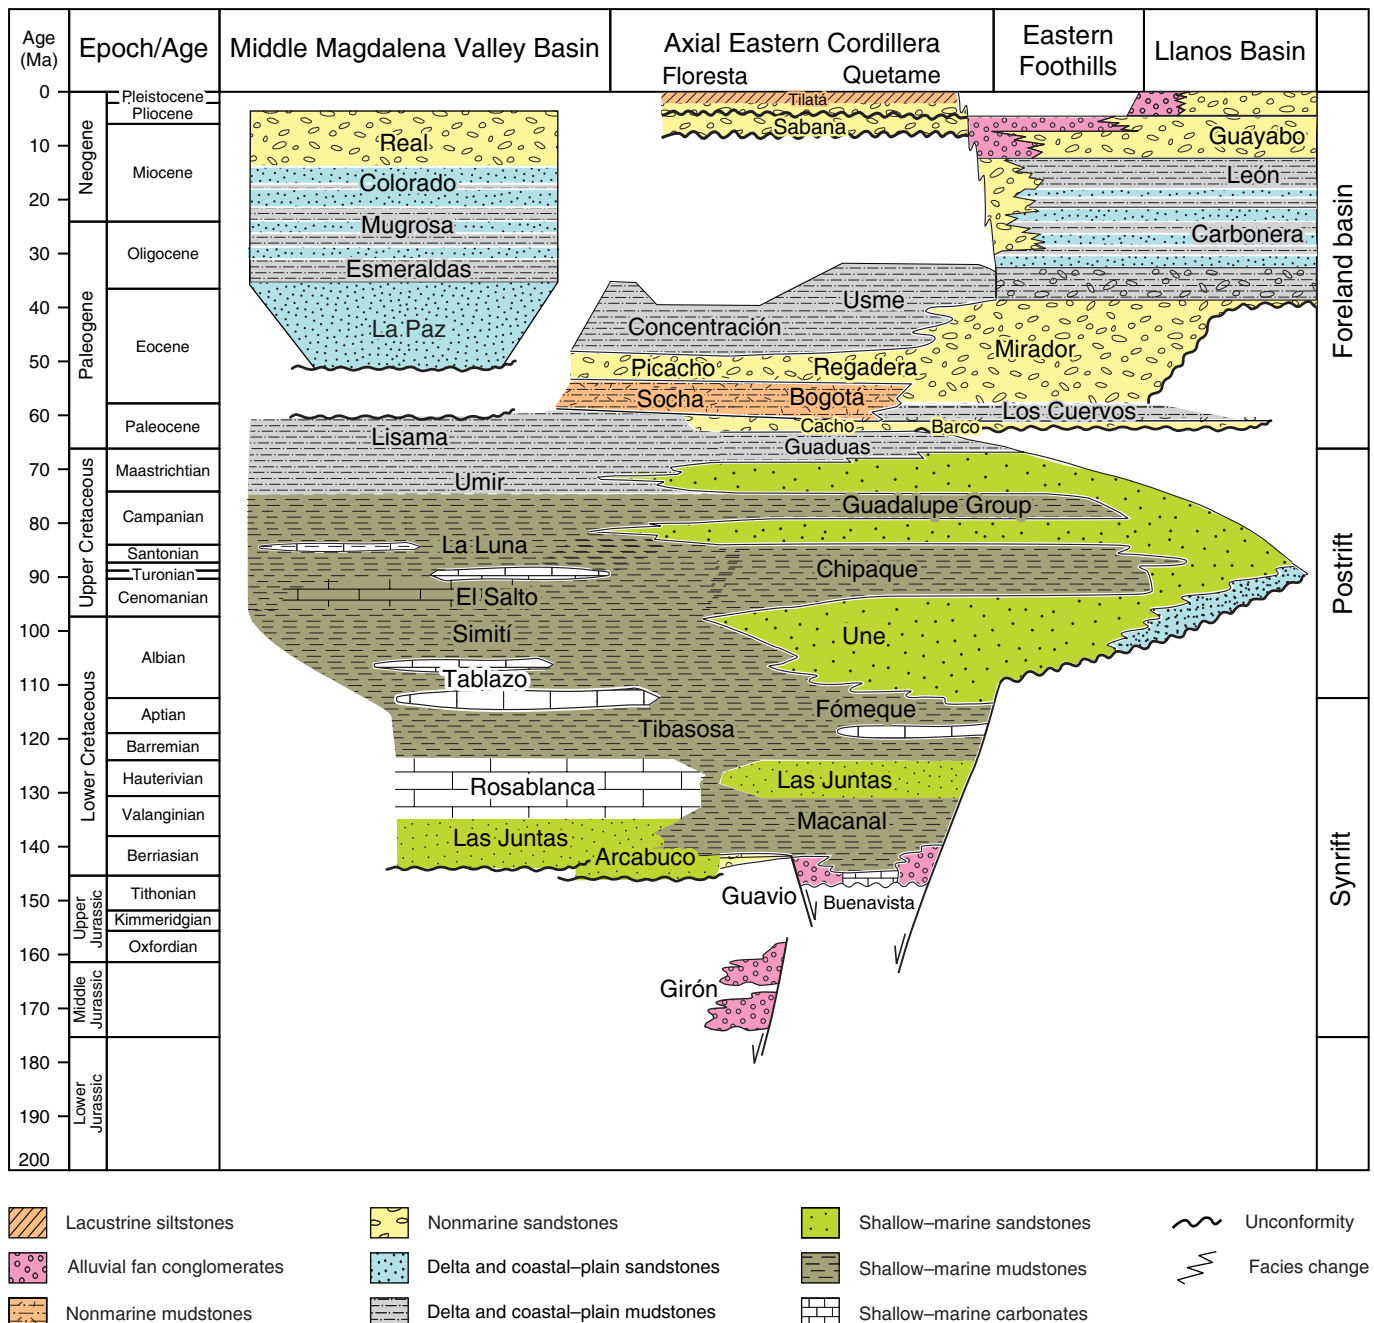 Age
(Ma)
Epoch/Age
Middle Magdalena Valley Basin
Axial Eastern Cordillera
Floresta
Quetame
Eastern
Foothills
Llanos Basin
0
10
20
30
40
50
60
70
80
90
100
110
120
130
140
150
160
170
180
190
200
Neogene
Paleogene
Upper Cretaceous
Lower Cretaceous
Upper
Jurassic
Middle
Jurassic
Lower
Jurassic
Pleistocene
Pliocene
Miocene
Oligocene
Eocene
Paleocene
Maastrichtian
Campanian
Santonian
Turonian
Cenomanian
Albian
Aptian
Barremian
Hauterivian
Valanginian
Berriasian
Tithonian
Kimmeridgian
Oxfordian
Real
Colorado
Mugrosa
Esmeraldas
La Paz
Lisama
Umir
La Luna
El Salto
Simití
Tablazo
Tibasosa
Rosablanca
Las Juntas
Arcabuco
Tilatá
Sabana
Usme
Concentración
Picacho
Regadera
Socha
Bogotá
Cacho
Barco
Guaduas
Guadalupe Group
Chipaque
Une
Fómeque
Las Juntas
Macanal
Guavio
Buenavista
Girón
Guayabo
León
Carbonera
Mirador
Los Cuervos
Foreland basin
Postrift
Synrift
Lacustrine siltstones
Nonmarine sandstones
Shallow–marine sandstones
Unconformity
Alluvial fan conglomerates
Delta and coastal–plain sandstones
Shallow–marine mudstones
Facies change
Nonmarine mudstones
Delta and coastal–plain mudstones
Shallow–marine carbonates